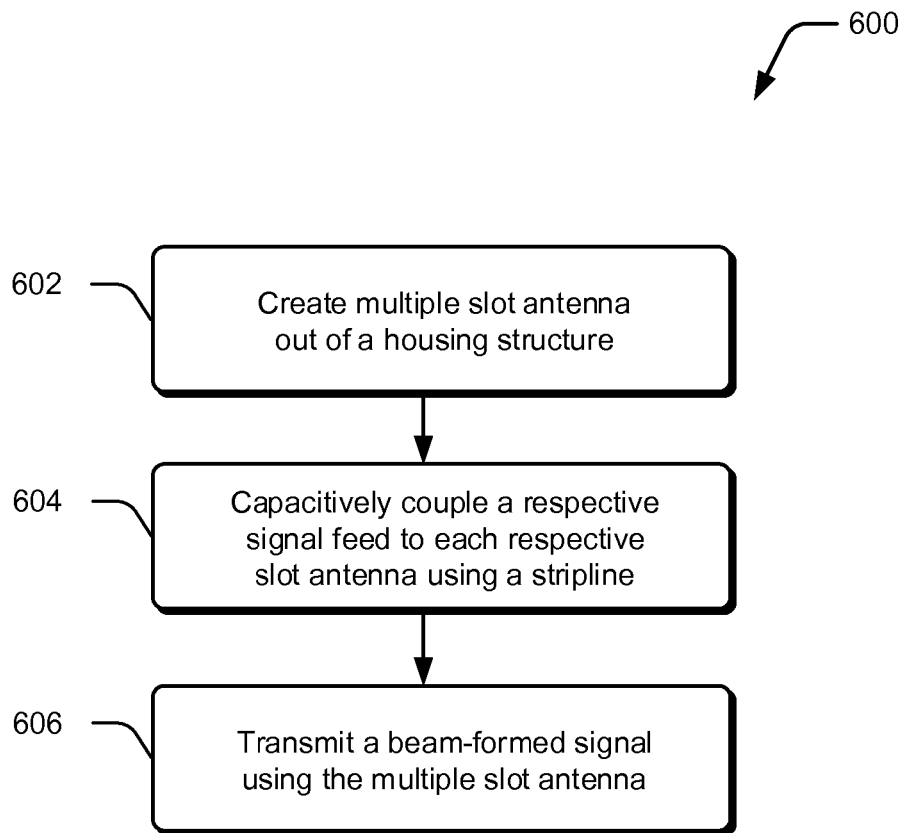 600
602
Create multiple slot antenna
out of a housing structure
604
Capacitively couple a respective
signal feed to each respective
slot antenna using a stripline
606
Transmit a beam-formed signal
using the multiple slot antenna